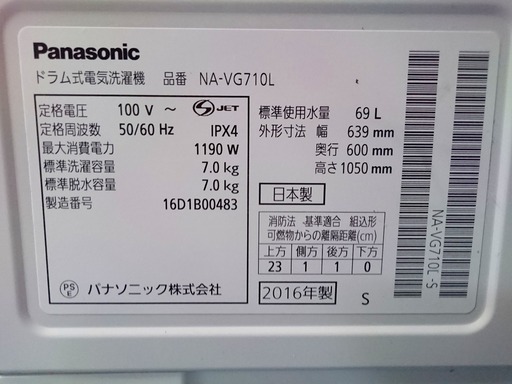 Panasonic
ドラム式電気洗濯機 品番 NA-VG710L
定格電圧 100 V ～ S JET
定格周波数 50/60 Hz IPX4
最大消費電力 1190 W
標準洗濯容量 7.0 kg
標準脱水容量 7.0 kg
製造番号 16D1B00483
PS E パナソニック株式会社
標準使用水量 69 L
外形寸法 幅 639 mm
奥行 600 mm
高さ 1050 mm
日本製
消防法 基準適合 組込形
可燃物からの離隔距離(cm)
上方 側方 後方 下方
23 1 1 0
2016年製 S
NA-VG710L -S